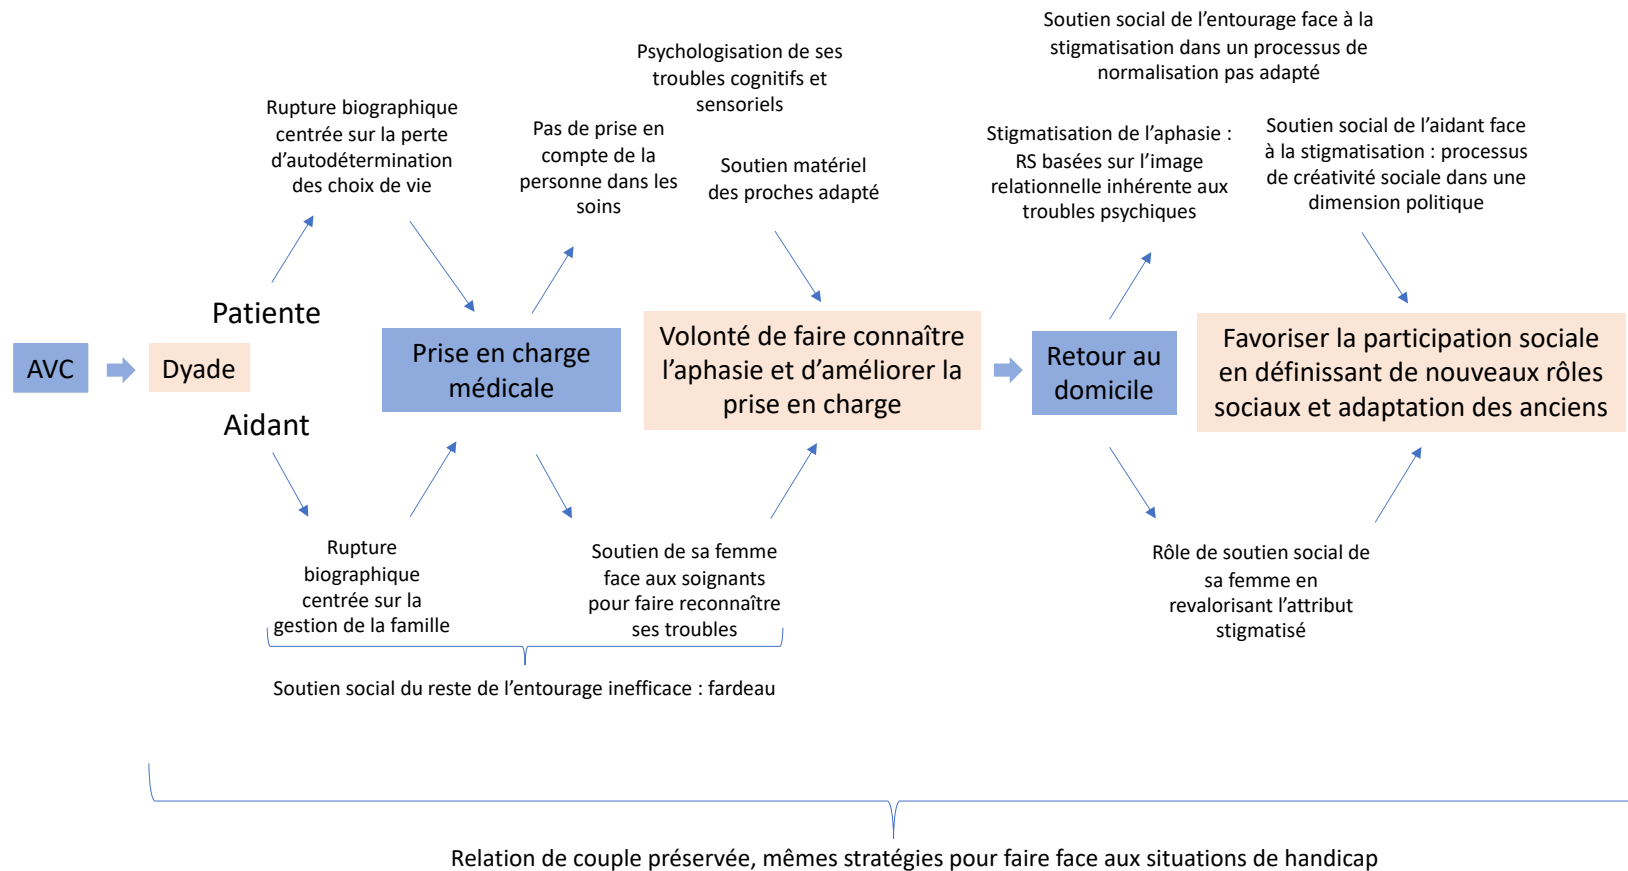 Soutien social de l’entourage face à la
stigmatisation dans un processus de
normalisation pas adapté
Psychologisation de ses
troubles cognitifs et
sensoriels
Rupture biographique
centrée sur la perte
d’autodétermination
des choix de vie
Pas de prise en
compte de la
personne dans les
soins
Soutien matériel
des proches adapté
Stigmatisation de l’aphasie :
RS basées sur l’image
relationnelle inhérente aux
troubles psychiques
Soutien social de l’aidant face
à la stigmatisation : processus
de créativité sociale dans une
dimension politique
Patiente
AVC
Dyade
Aidant
Prise en charge
médicale
Volonté de faire connaître
l’aphasie et d’améliorer la
prise en charge
Retour au
domicile
Favoriser la participation sociale
en définissant de nouveaux rôles
sociaux et adaptation des anciens
Rupture
biographique
centrée sur la
gestion de la famille
Soutien de sa femme
face aux soignants
pour faire reconnaître
ses troubles
Rôle de soutien social de
sa femme en
revalorisant l’attribut
stigmatisé
Soutien social du reste de l’entourage inefficace : fardeau
Relation de couple préservée, mêmes stratégies pour faire face aux situations de handicap